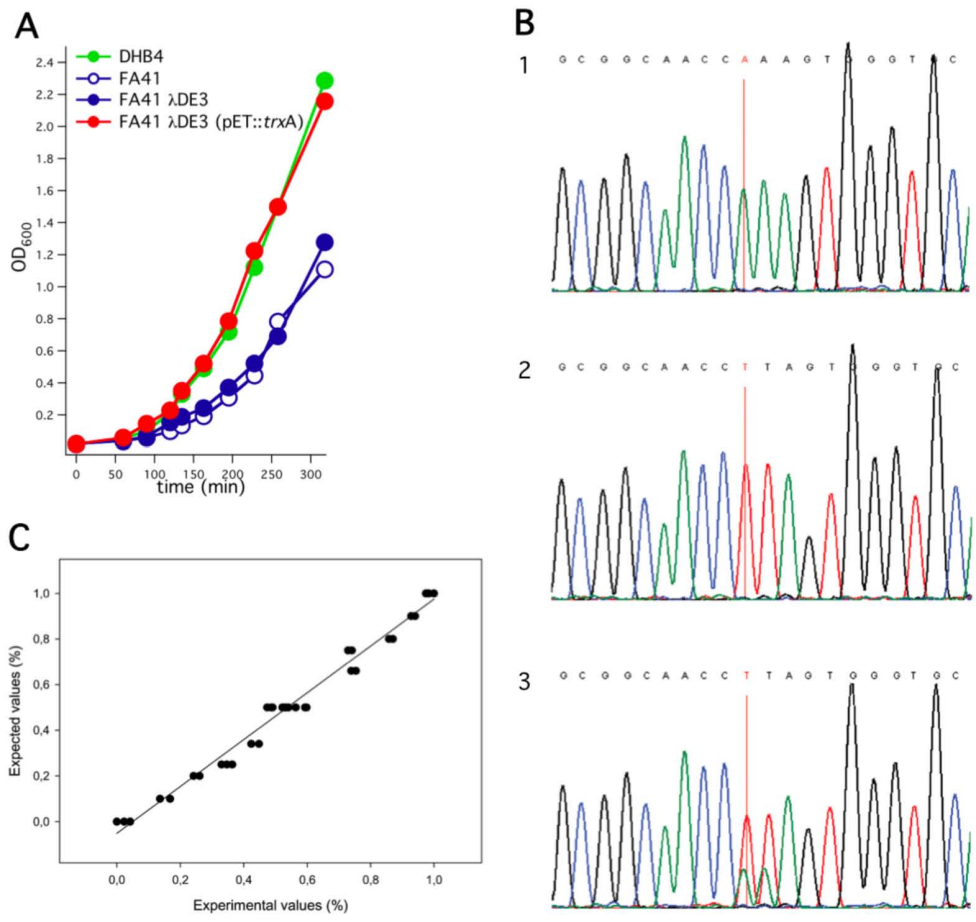 A
DHB4
FA41
FA41 λDE3
FA41 λDE3 (pET::trxA)
2.4
2.2
2.0
1.8
1.6
1.4
1.2
1.0
0.8
0.6
0.4
0.2
OD600
0 50 100 150 200 250 300
time (min)
B
1
G C G G C A A C C A A A G T G G G T G C
2
G C G G C A A C C T T A G T G G G T G C
3
G C G G C A A C C T T A G T G G G T G C
C
1,0
0,8
0,6
0,4
0,2
0,0
Expected values (%)
0,0 0,2 0,4 0,6 0,8 1,0
Experimental values (%)